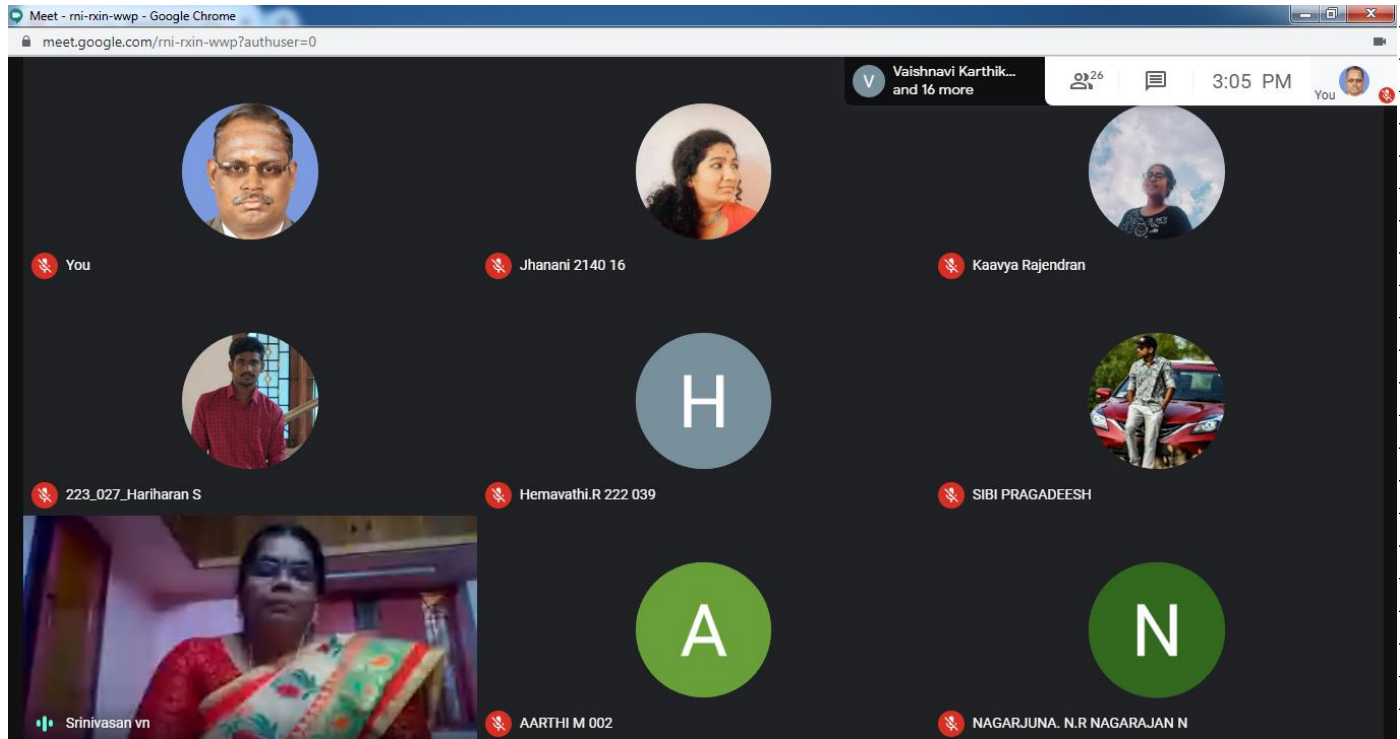 Meet - rni-rxin-wwp - Google Chrome
meet.google.com/rni-rxin-wwp?authuser=0
V
Vaishnavi Karthik...
and 16 more
26
3:05 PM
You
You
Jhanani 2140 16
Kaavya Rajendran
223_027_Hariharan S
H
Hemavathi.R 222 039
SIBI PRAGADEESH
Srinivasan vn
A
AARTHI M 002
N
NAGARJUNA. N.R NAGARAJAN N